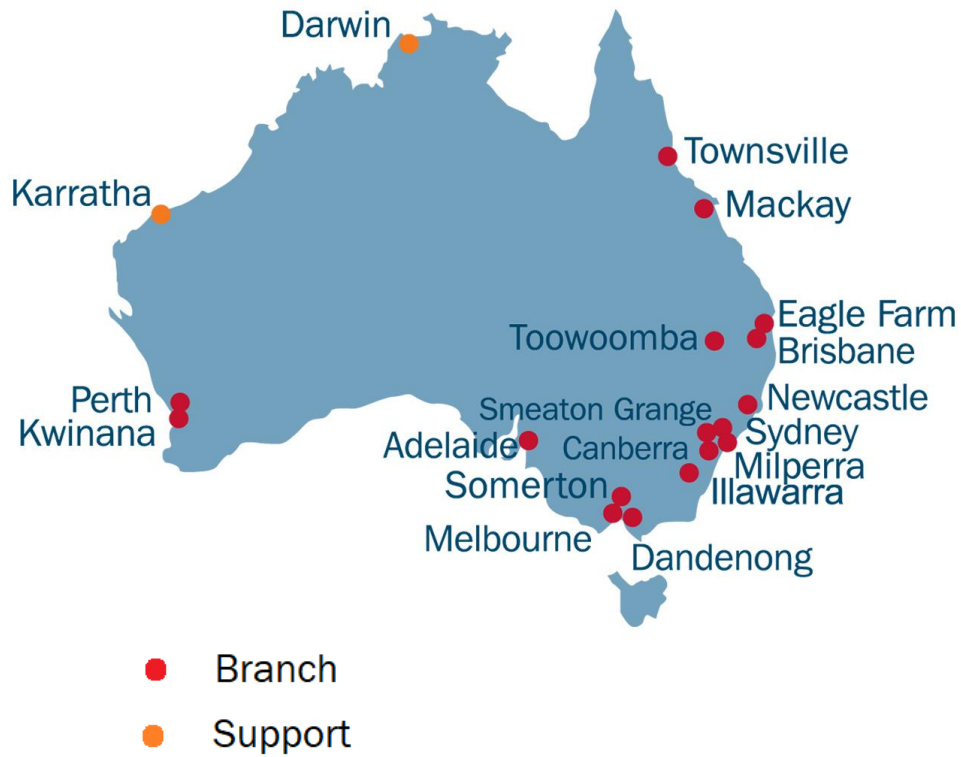 Darwin
Townsville
Karratha
Mackay
Eagle Farm
Toowoomba
Brisbane
Perth
Newcastle
Smeaton Grange
Kwinana
Sydney
Adelaide
Canberra
Milperra
Somerton
Illawarra
Melbourne
Dandenong
Branch
Support